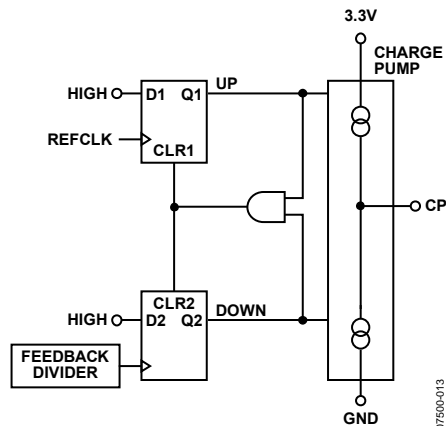 3.3V
CHARGE
PUMP
HIGH
D1
Q1
UP
REFCLK
CLR1
CP
CLR2
HIGH
D2
Q2
DOWN
FEEDBACK
DIVIDER
GND
07500-013